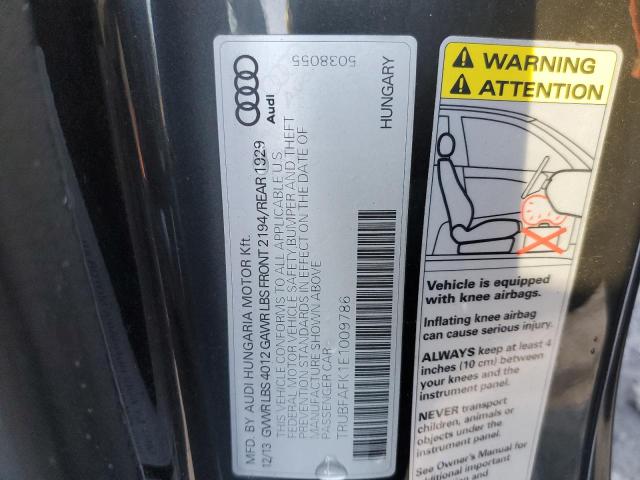 MFD. BY AUDI HUNGARIA MOTOR Kft.
12/13 GVWR LBS 4012 GAWR LBS FRONT 2194/REAR 1929
THIS VEHICLE CONFORMS TO ALL APPLICABLE U.S.
FEDERAL MOTOR VEHICLE SAFETY, BUMPER AND THEFT
PREVENTION STANDARDS IN EFFECT ON THE DATE OF
MANUFACTURE SHOWN ABOVE
PASSENGER CAR
TRUBFAFK1E1009786
Audi
5038055
HUNGARY
WARNING
ATTENTION
Vehicle is equipped
with knee airbags.
Inflating knee airbag
can cause serious injury.
ALWAYS keep at least 4
inches (10 cm) between
your knees and the
instrument panel.
NEVER transport
children, animals or
objects under the
instrument panel.
See Owner's Manual for
additional important